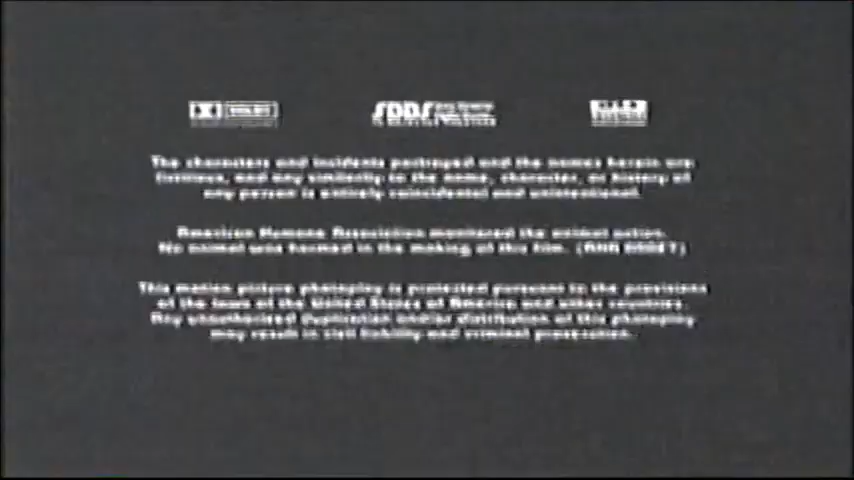 SDDS
The characters and incidents portrayed and the names herein are
fictitious, and any similarity to the name, character, or history of
any person is entirely coincidental and unintentional.
American Humane Association monitored the animal action.
No animal was harmed in the making of this film. (AHA
This motion picture photoplay is protected pursuant to the provisions
of the laws of the United States of America and other countries.
Any unauthorized duplication and/or distribution of this photoplay
may result in civil liability and criminal prosecution.